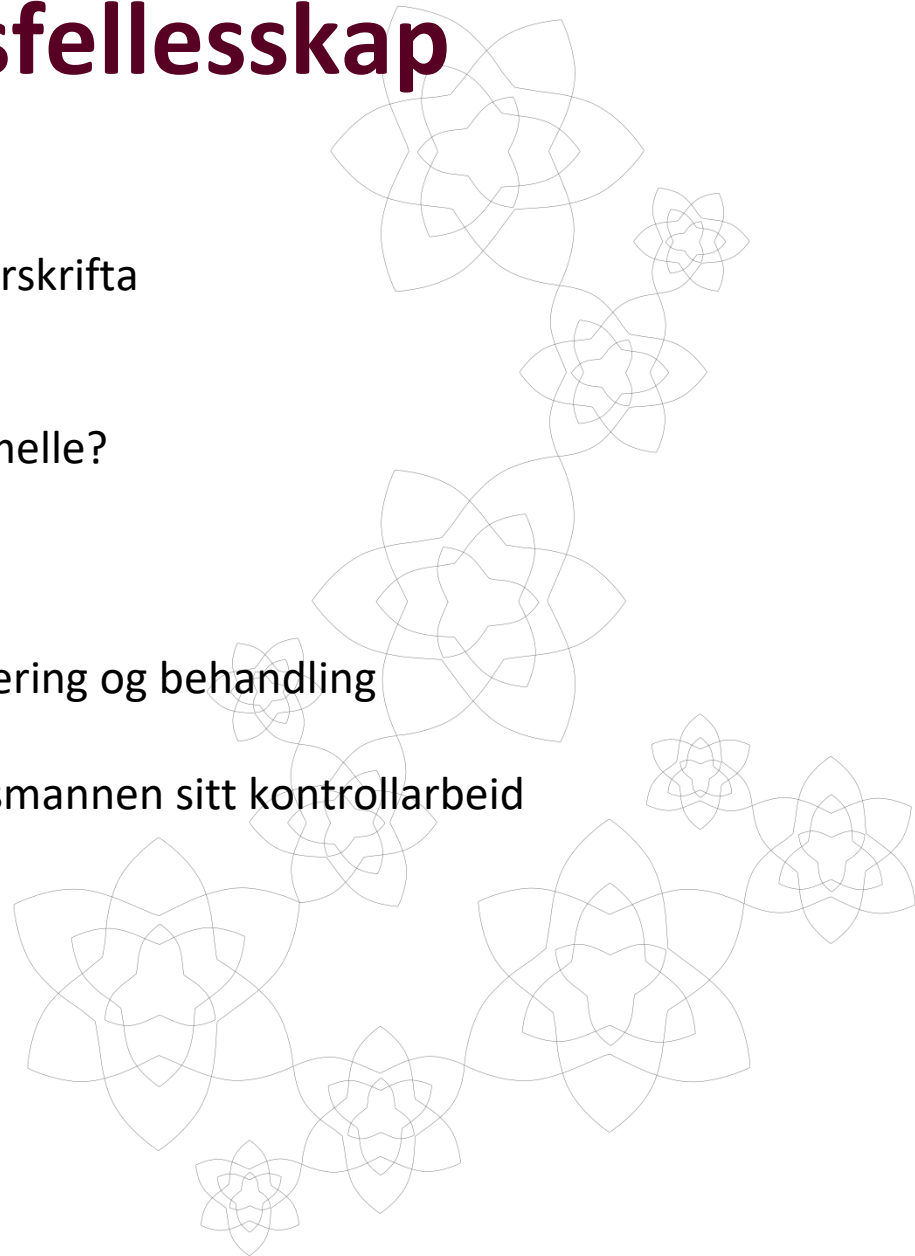 sfellesskap
rskrifta
nelle?
ering og behandling
smannen sitt kontrollarbeid